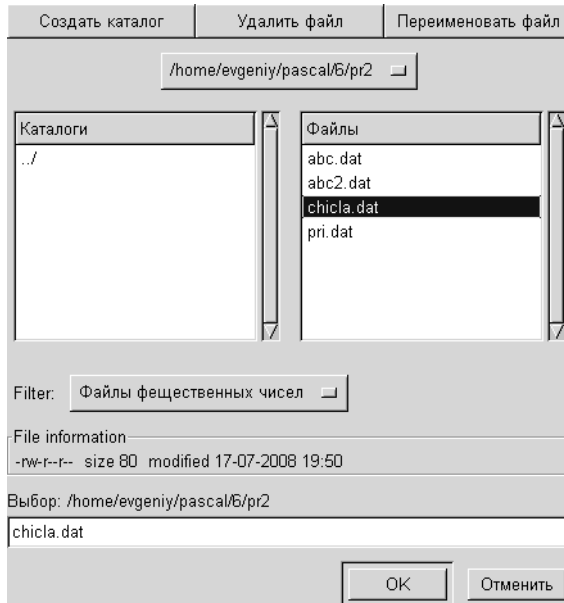 Создать каталог Удалить файл Переименовать файл
/home/evgeniy/pascal/6/pr2
Каталоги
../
Файлы
abc.dat
abc2.dat
chicla.dat
pri.dat
Filter: Файлы фещественных чисел
File information
-rw-r--r-- size 80 modified 17-07-2008 19:50
Выбор: /home/evgeniy/pascal/6/pr2
chicla.dat
OK Отменить